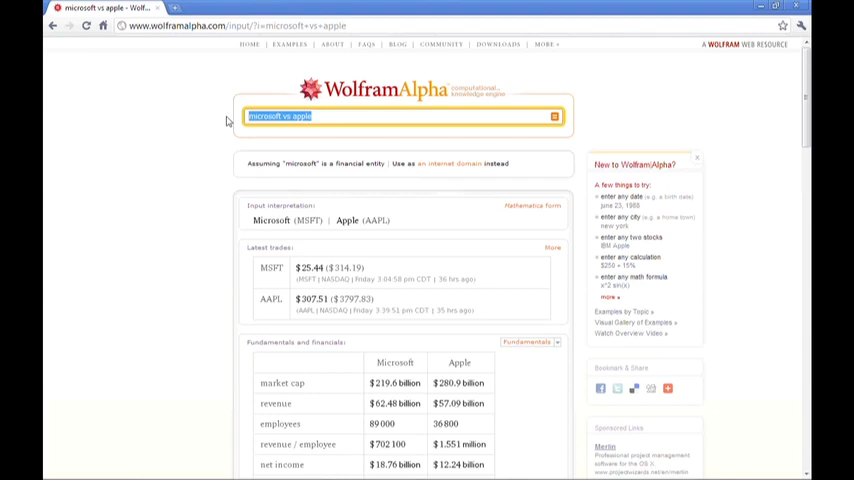 microsoft vs apple - Wolf...
www.wolframalpha.com/input/?i=microsoft+vs+apple
HOME | EXAMPLES | ABOUT | FAQS | BLOG | COMMUNITY | DOWNLOADS | MORE »
A WOLFRAM WEB RESOURCE
WolframAlpha computational... knowledge engine
microsoft vs apple
Assuming "microsoft" is a financial entity | Use as an internet domain instead
Input interpretation:
Mathematica form
Microsoft (MSFT) | Apple (AAPL)
Latest trades:
More
MSFT $25.44 ($314.19)
(MSFT | NASDAQ | Friday 3:04:58 pm CDT | 36 hrs ago)
AAPL $307.51 ($3797.83)
(AAPL | NASDAQ | Friday 3:39:51 pm CDT | 35 hrs ago)
Fundamentals and financials:
Fundamentals
Microsoft Apple
market cap $219.6 billion $280.9 billion
revenue $62.48 billion $57.09 billion
employees 89000 36800
revenue / employee $702100 $1.551 million
net income $18.76 billion $12.24 billion
New to Wolfram|Alpha?
A few things to try:
enter any date (e.g. a birth date)
june 23, 1988
enter any city (e.g. a home town)
new york
enter any two stocks
IBM Apple
enter any calculation
$250 + 15%
enter any math formula
x^2 sin(x)
more »
Examples by Topic »
Visual Gallery of Examples »
Watch Overview Video »
Bookmark & Share
Sponsored Links
Merlin
Professional project management
software for the OS X.
www.projectwizards.net/en/merlin